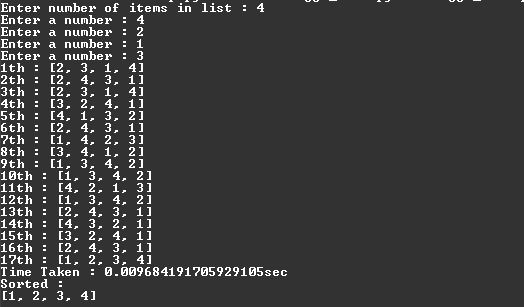 Enter number of items in list : 4
Enter a number : 4
Enter a number : 2
Enter a number : 1
Enter a number : 3
1th : [2, 3, 1, 4]
2th : [2, 4, 3, 1]
3th : [2, 3, 1, 4]
4th : [3, 2, 4, 1]
5th : [4, 1, 3, 2]
6th : [2, 4, 3, 1]
7th : [1, 4, 2, 3]
8th : [3, 4, 1, 2]
9th : [1, 3, 4, 2]
10th : [1, 3, 4, 2]
11th : [4, 2, 1, 3]
12th : [1, 3, 4, 2]
13th : [2, 4, 3, 1]
14th : [4, 3, 2, 1]
15th : [3, 2, 4, 1]
16th : [2, 4, 3, 1]
17th : [1, 2, 3, 4]
Time Taken : 0.009684191705929105sec
Sorted :
[1, 2, 3, 4]